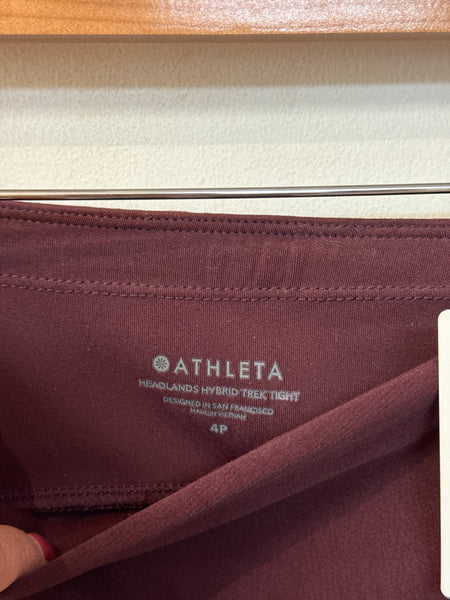 ATHLETA
HEADLANDS HYBRID TREK TIGHT
DESIGNED IN SAN FRANCISCO
MADE IN VIETNAM
4P